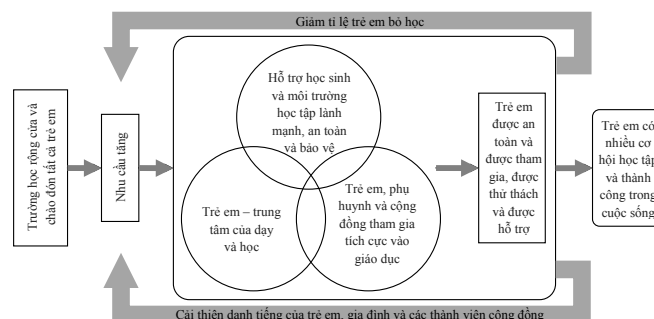 Giảm tỉ lệ trẻ em bỏ học
Trường học rộng cửa và
chào đón tất cả trẻ em
Nhu cầu tăng
Hỗ trợ học sinh
và môi trường
học tập lành
mạnh, an toàn
và bảo vệ
Trẻ em – trung
tâm của dạy
và học
Trẻ em, phụ
huynh và cộng
đồng tham gia
tích cực vào
giáo dục
Trẻ em
được an
toàn và
được tham
gia, được
thử thách
và được
hỗ trợ
Trẻ em có
nhiều cơ
hội học tập
và thành
công trong
cuộc sống
Cải thiện danh tiếng của trẻ em, gia đình và các thành viên cộng đồng